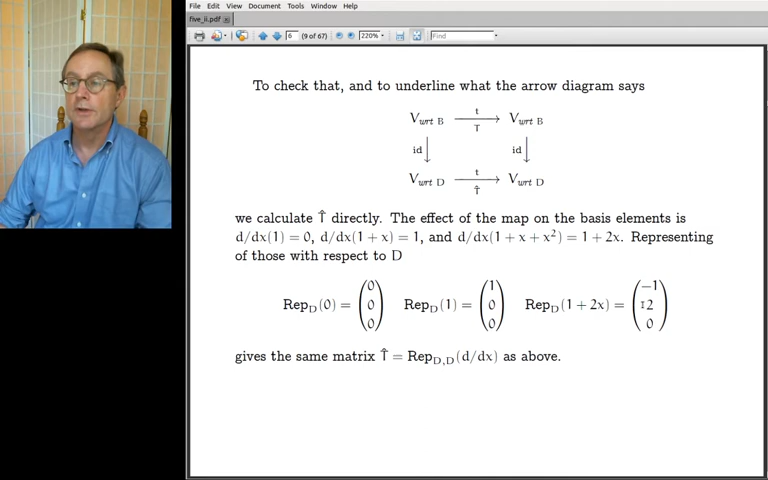 File Edit View Document Tools Window Help
five_ii.pdf
6 (9 of 67) 220% Find
To check that, and to underline what the arrow diagram says
V wrt B t T V wrt B
id id
V wrt D t T̂ V wrt D
we calculate T̂ directly. The effect of the map on the basis elements is
d/dx(1) = 0, d/dx(1 + x) = 1, and d/dx(1 + x + x²) = 1 + 2x. Representing
of those with respect to D
Rep_D(0) = (0 0 0) Rep_D(1) = (1 0 0) Rep_D(1 + 2x) = (−1 2 0)
gives the same matrix T̂ = Rep_D,D(d/dx) as above.